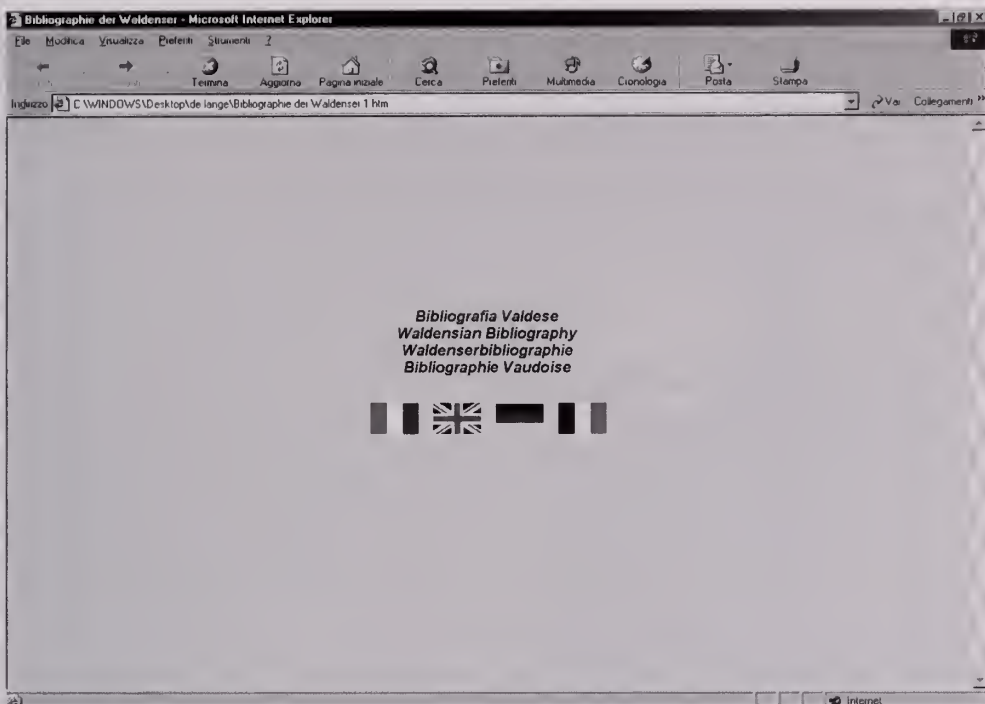 Bibliographie der Waldenser - Microsoft Internet Explorer
File Modifica Visualizza Preferiti Strumenti ?
Termina Aggiorna Pagina iniziale Cerca Preferiti Multimedia Cronologia Posta Stampa
Indirizzo C:\WINDOWS\Desktop\de lange\Bibliographie der Waldenser 1 htm Vai Collegamenti »
Bibliografia Valdese
Waldensian Bibliography
Waldenserbibliographie
Bibliographie Vaudoise
Internet